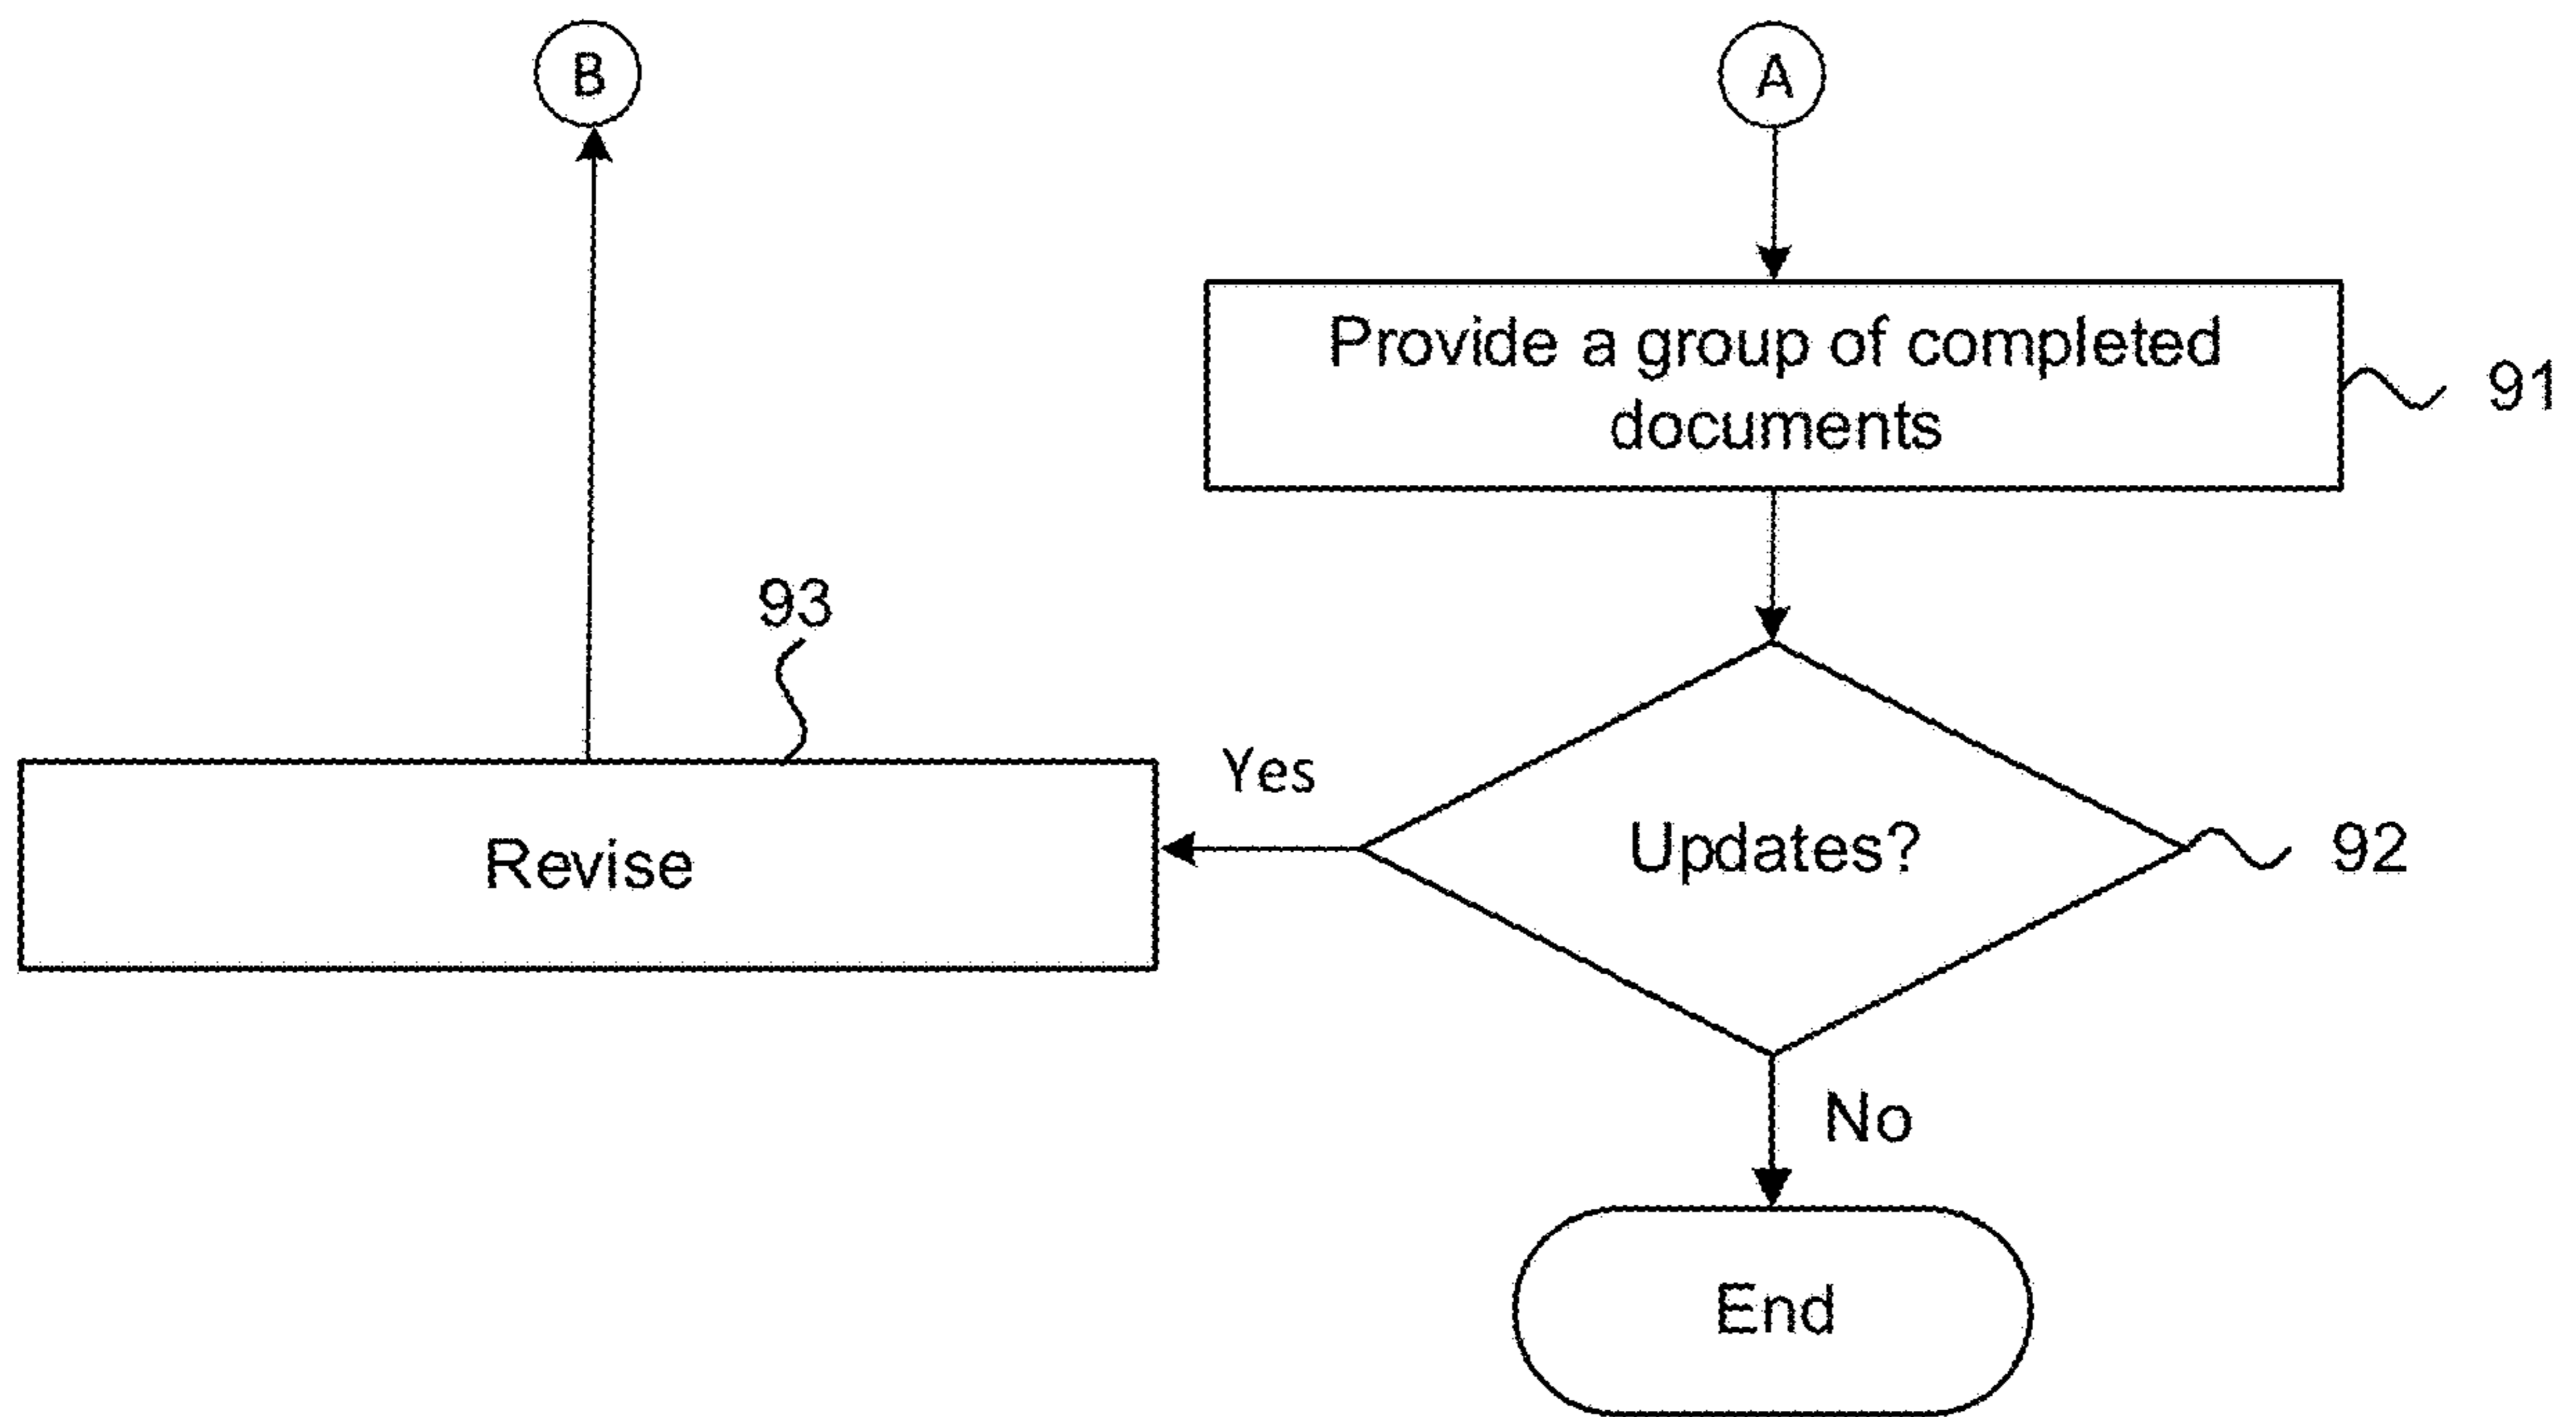 B
A
Provide a group of completed
documents
91
93
Yes
Revise
Updates?
92
No
End